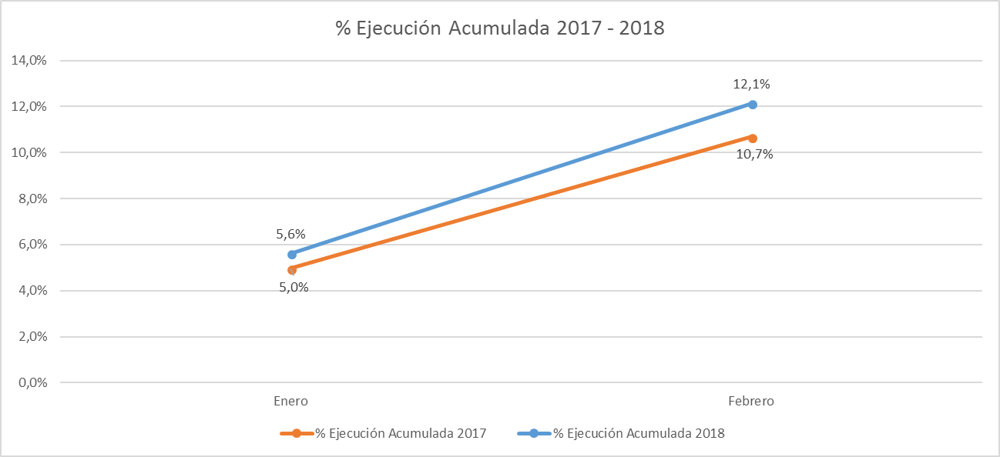 % Ejecución Acumulada 2017 - 2018
14,0%
12,0%
10,0%
8,0%
6,0%
4,0%
2,0%
0,0%
12,1%
10,7%
5,6%
5,0%
Enero
Febrero
% Ejecución Acumulada 2017
% Ejecución Acumulada 2018